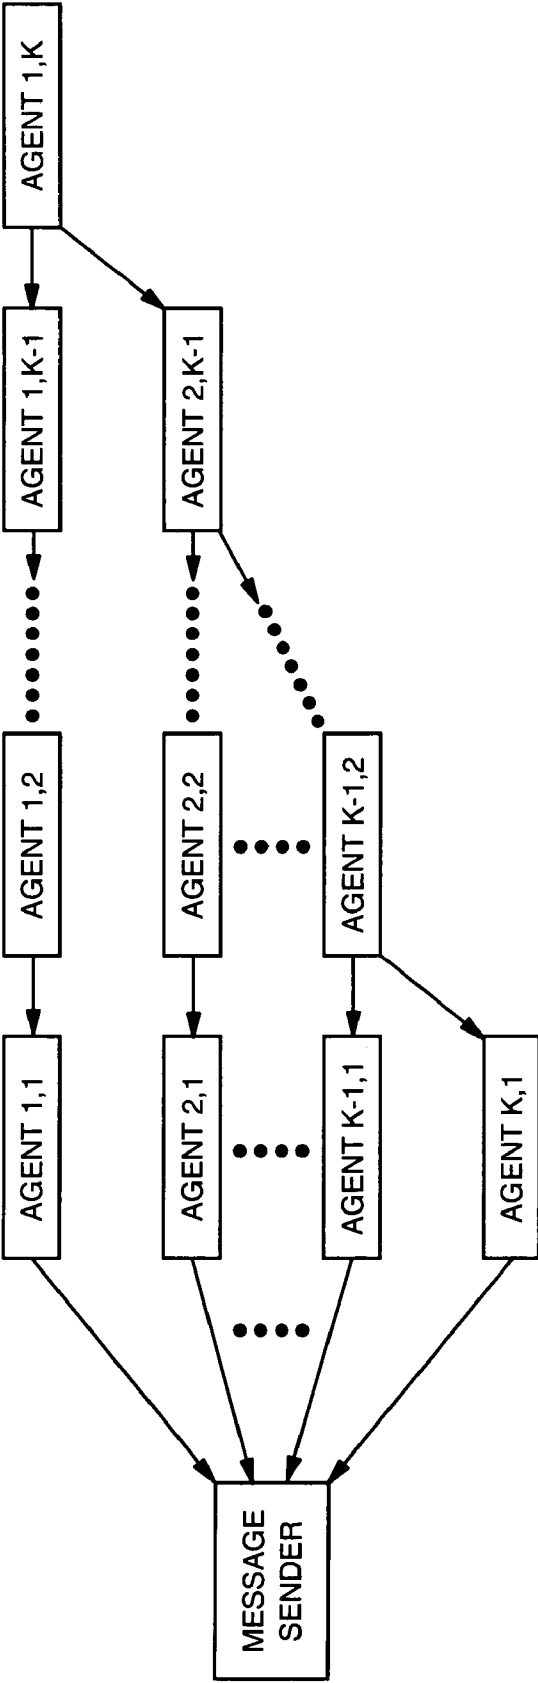 AGENT 1,K
AGENT 1,K-1
AGENT 2,K-1
AGENT 1,2
AGENT 2,2
AGENT K-1,2
AGENT 1,1
AGENT 2,1
AGENT K-1,1
AGENT K,1
MESSAGE
SENDER